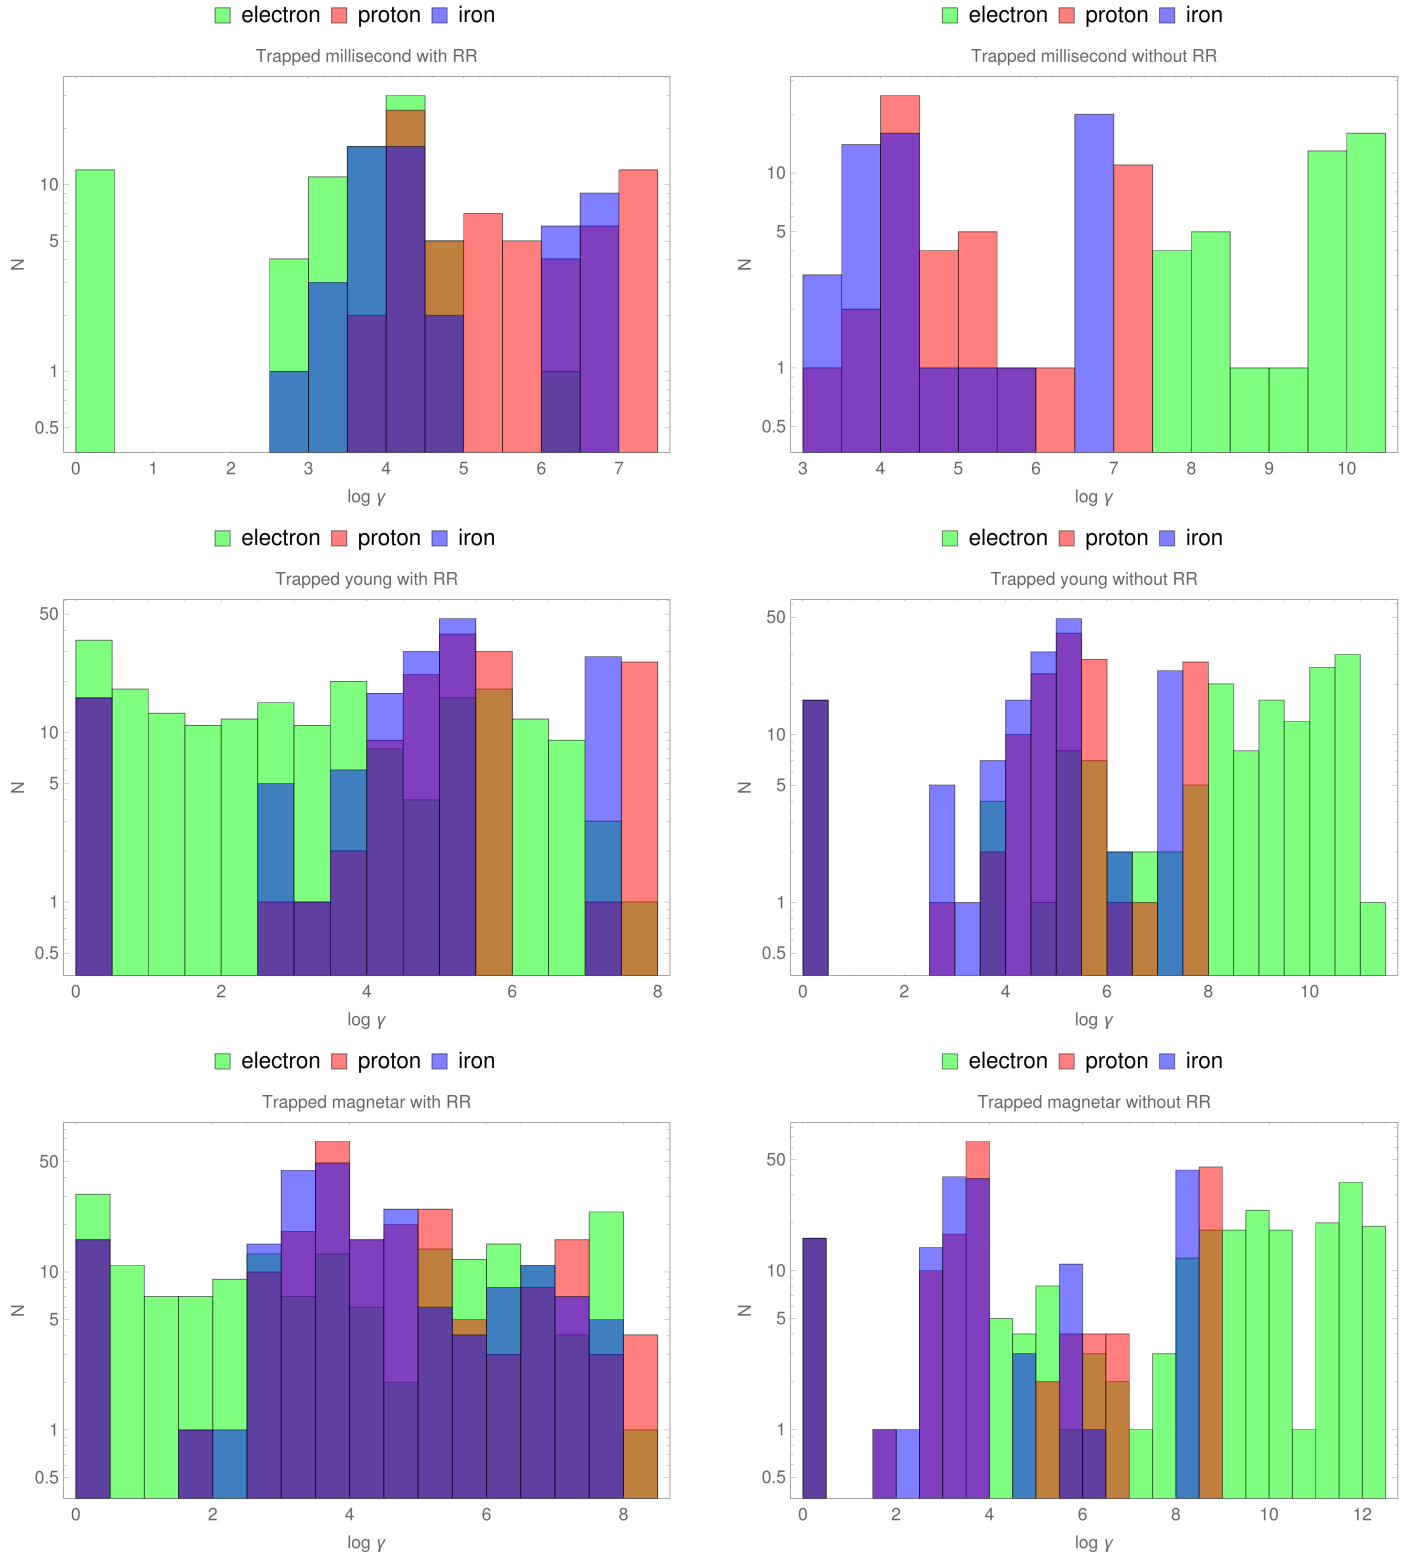 electron proton iron
Trapped millisecond with RR
10
5
1
0.5
N
0 1 2 3 4 5 6 7
log γ
electron proton iron
Trapped millisecond without RR
10
5
1
0.5
N
3 4 5 6 7 8 9 10
log γ
electron proton iron
Trapped young with RR
50
10
5
1
0.5
N
0 2 4 6 8
log γ
electron proton iron
Trapped young without RR
50
10
5
1
0.5
N
0 2 4 6 8 10
log γ
electron proton iron
Trapped magnetar with RR
50
10
5
1
0.5
N
0 2 4 6 8
log γ
electron proton iron
Trapped magnetar without RR
50
10
5
1
0.5
N
0 2 4 6 8 10 12
log γ